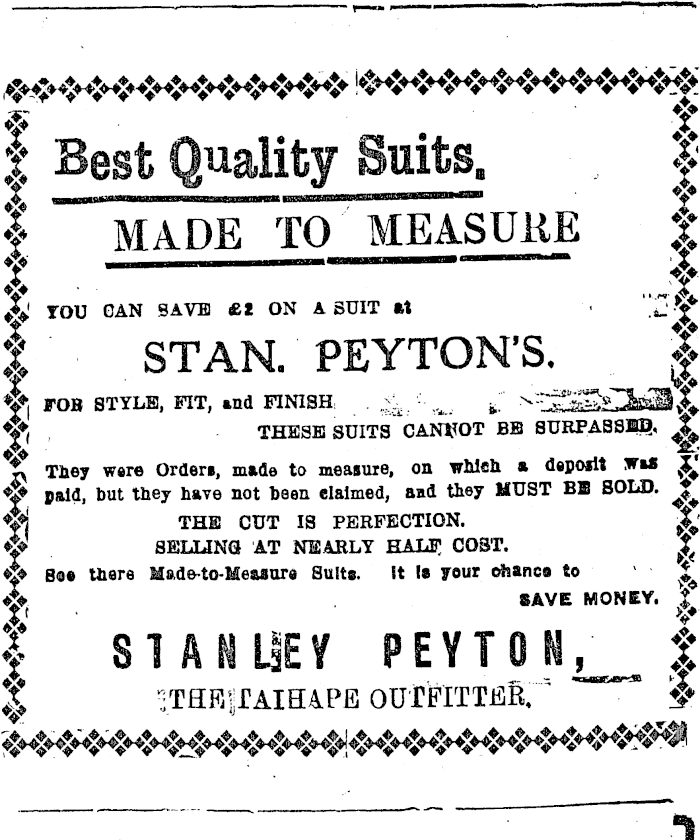 Best Quality Suits.
MADE TO MEASURE
YOU CAN SAVE £2 ON A SUIT at
STAN. PEYTON'S.
FOR STYLE, FIT, and FINISH
THESE SUITS CANNOT BE SURPASSED.
They were Orders, made to measure, on which a deposit was
paid, but they have not been claimed, and they MUST BE SOLD.
THE CUT IS PERFECTION.
SELLING AT NEARLY HALF COST.
See there Made-to-Measure Suits. It is your chance to
SAVE MONEY.
STANLEY PEYTON,
THE TAIHAPE OUTFITTER.